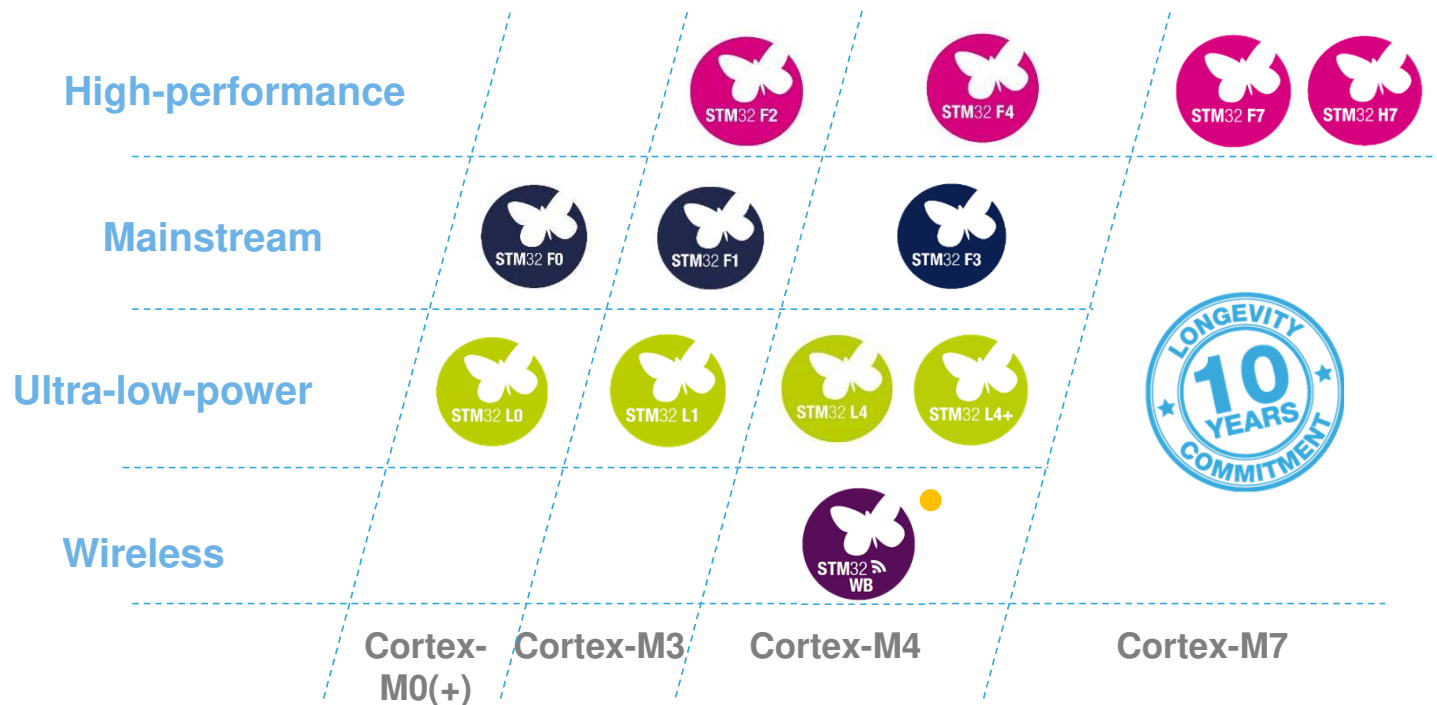 High-performance
STM32 F2
STM32 F4
STM32 F7
STM32 H7
Mainstream
STM32 F0
STM32 F1
STM32 F3
Ultra-low-power
STM32 L0
STM32 L1
STM32 L4
STM32 L4+
LONGEVITY
10
YEARS
COMMITMENT
Wireless
STM32
WB
Cortex-
M0(+)
Cortex-M3
Cortex-M4
Cortex-M7